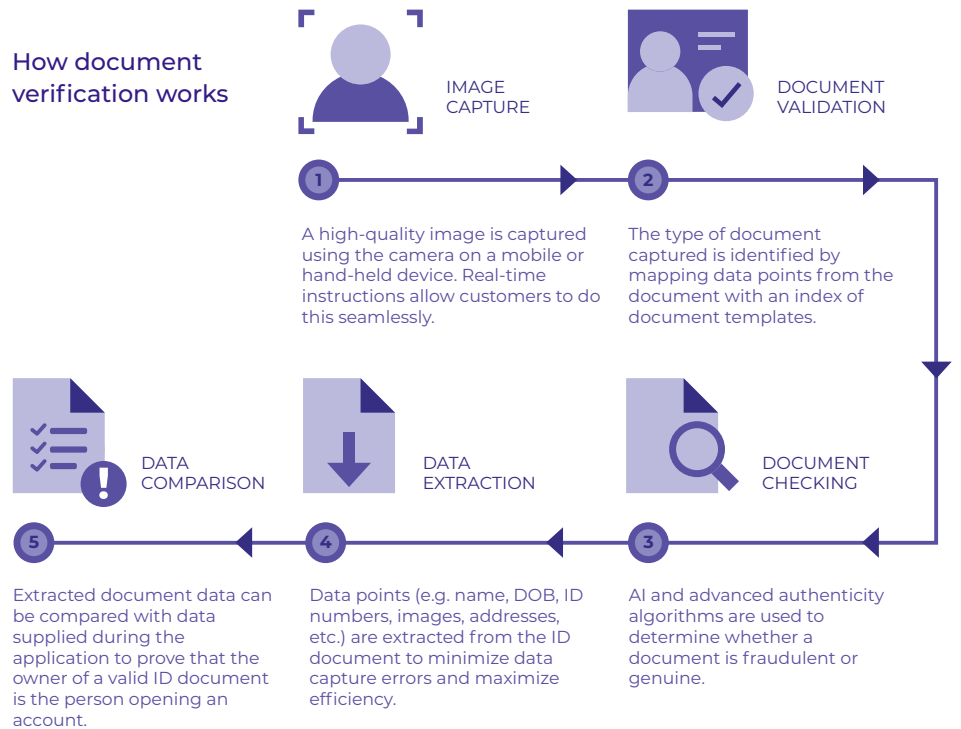 How document
verification works
IMAGE
CAPTURE
1
A high-quality image is captured
using the camera on a mobile or
hand-held device. Real-time
instructions allow customers to do
this seamlessly.
DOCUMENT
VALIDATION
2
The type of document
captured is identified by
mapping data points from the
document with an index of
document templates.
DOCUMENT
CHECKING
3
AI and advanced authenticity
algorithms are used to
determine whether a
document is fraudulent or
genuine.
DATA
EXTRACTION
4
Data points (e.g. name, DOB, ID
numbers, images, addresses,
etc.) are extracted from the ID
document to minimize data
capture errors and maximize
efficiency.
DATA
COMPARISON
5
Extracted document data can
be compared with data
supplied during the
application to prove that the
owner of a valid ID document
is the person opening an
account.